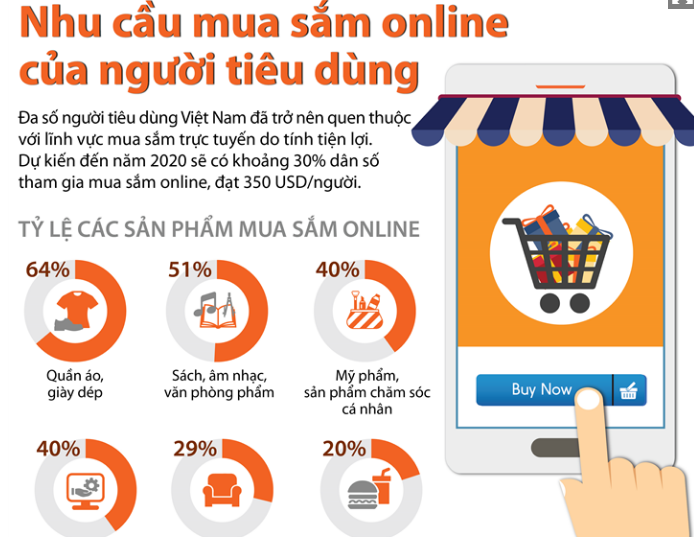 Nhu cầu mua sắm online
của người tiêu dùng
Đa số người tiêu dùng Việt Nam đã trở nên quen thuộc
với lĩnh vực mua sắm trực tuyến do tính tiện lợi.
Dự kiến đến năm 2020 sẽ có khoảng 30% dân số
tham gia mua sắm online, đạt 350 USD/người.
TỶ LỆ CÁC SẢN PHẨM MUA SẮM ONLINE
64%
Quần áo,
giày dép
51%
Sách, âm nhạc,
văn phòng phẩm
40%
Mỹ phẩm,
sản phẩm chăm sóc
cá nhân
40%
29%
20%
Buy Now